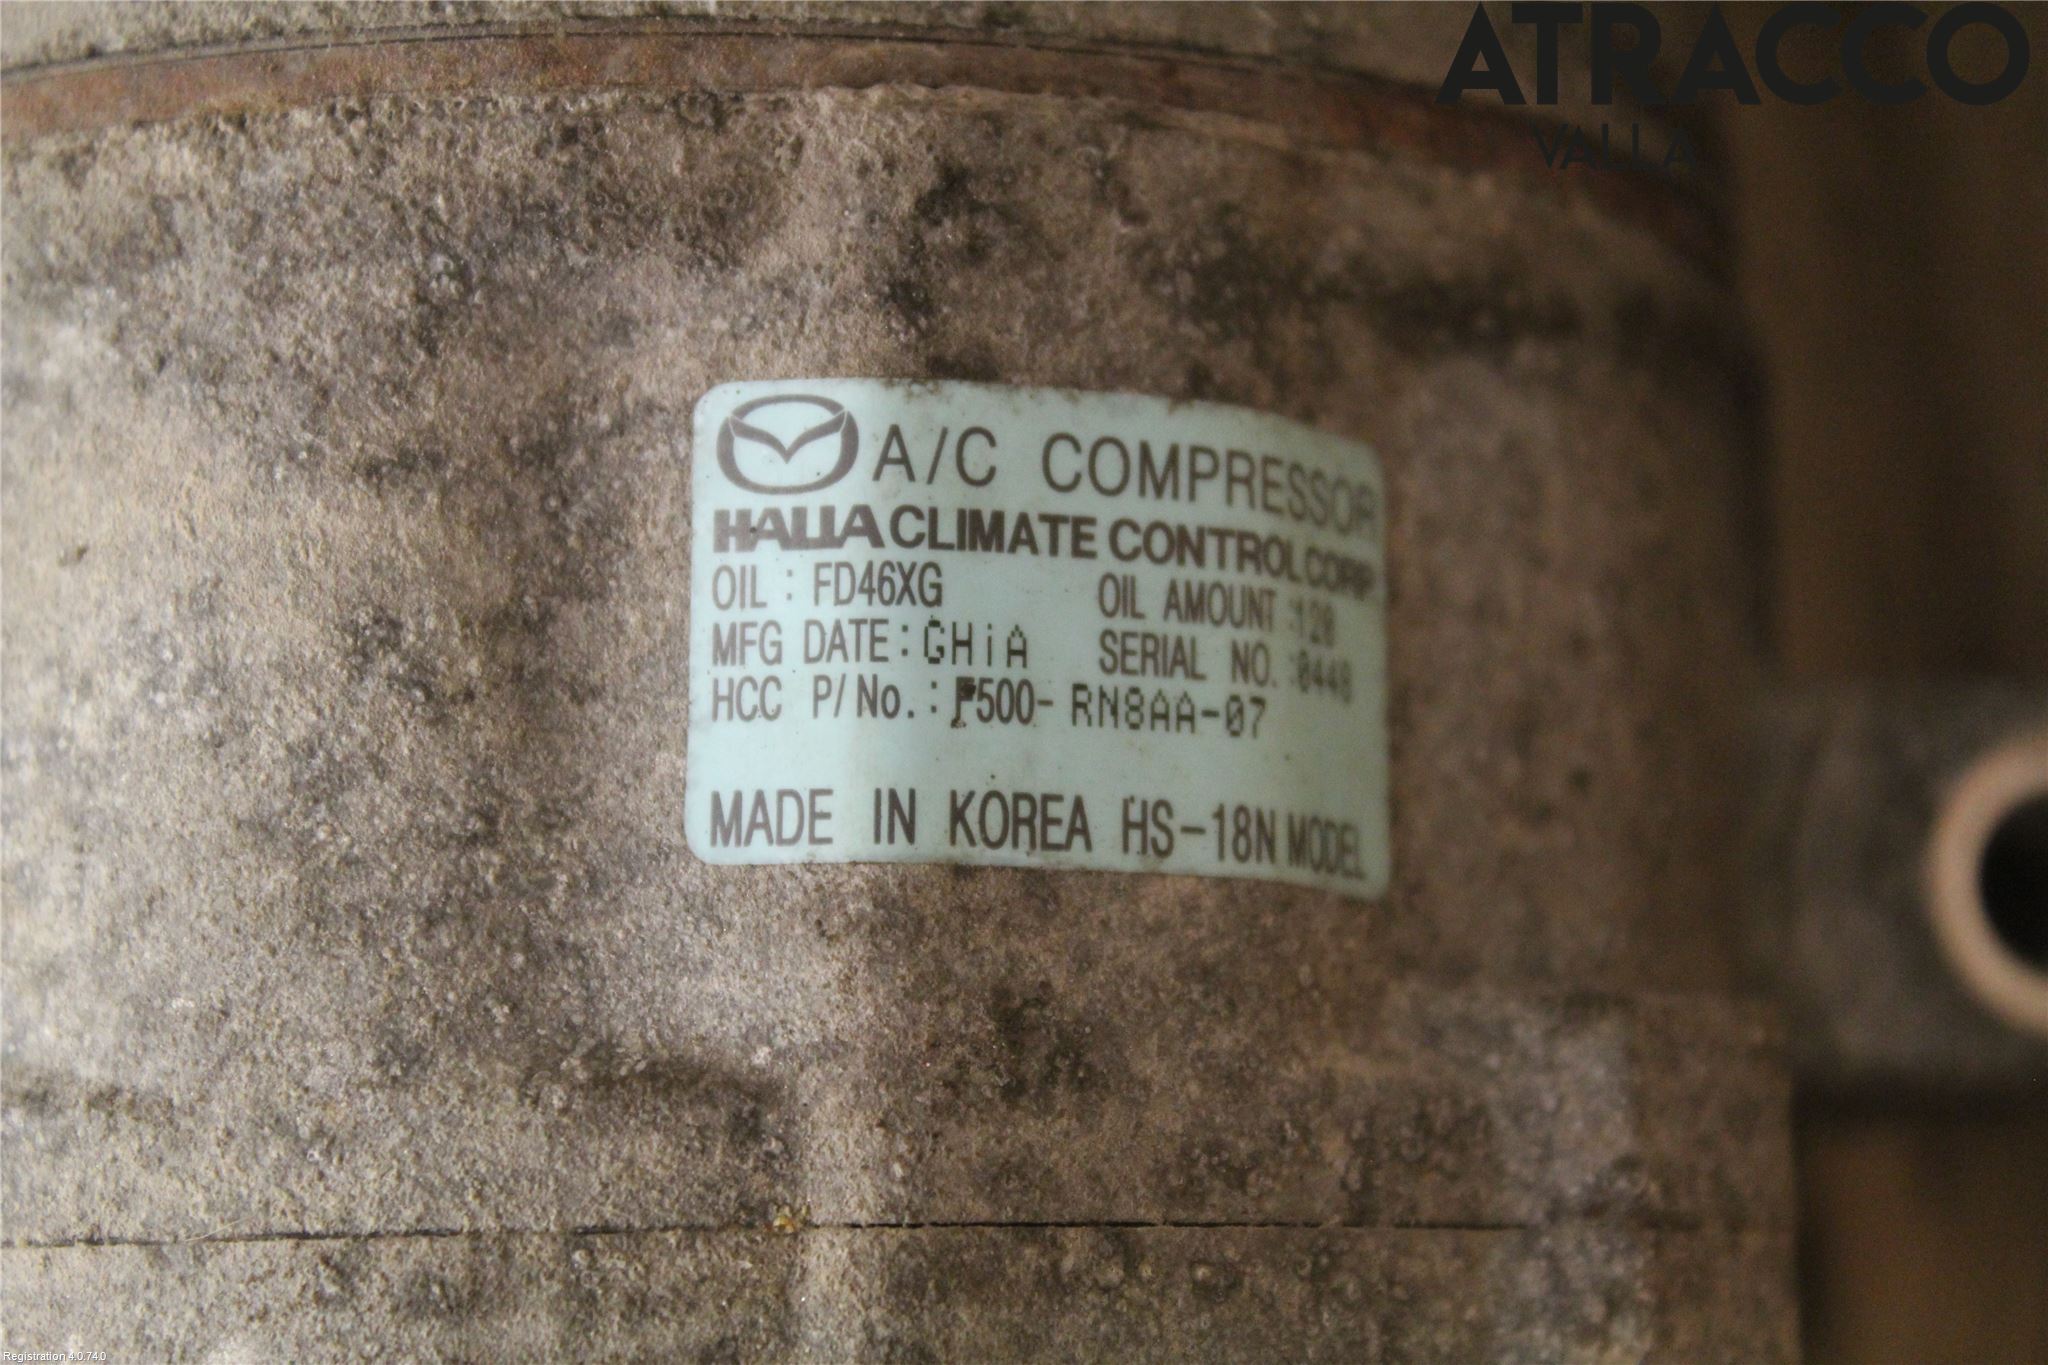 ATRACCO
VALLA
A/C COMPRESSOR
HALLA CLIMATE CONTROL CORP.
OIL : FD46XG OIL AMOUNT :120
MFG DATE : GHiA SERIAL NO. :0448
HCC P/No. : F500- RN8AA-07
MADE IN KOREA HS-18N MODEL
Registration 4.0.74.0